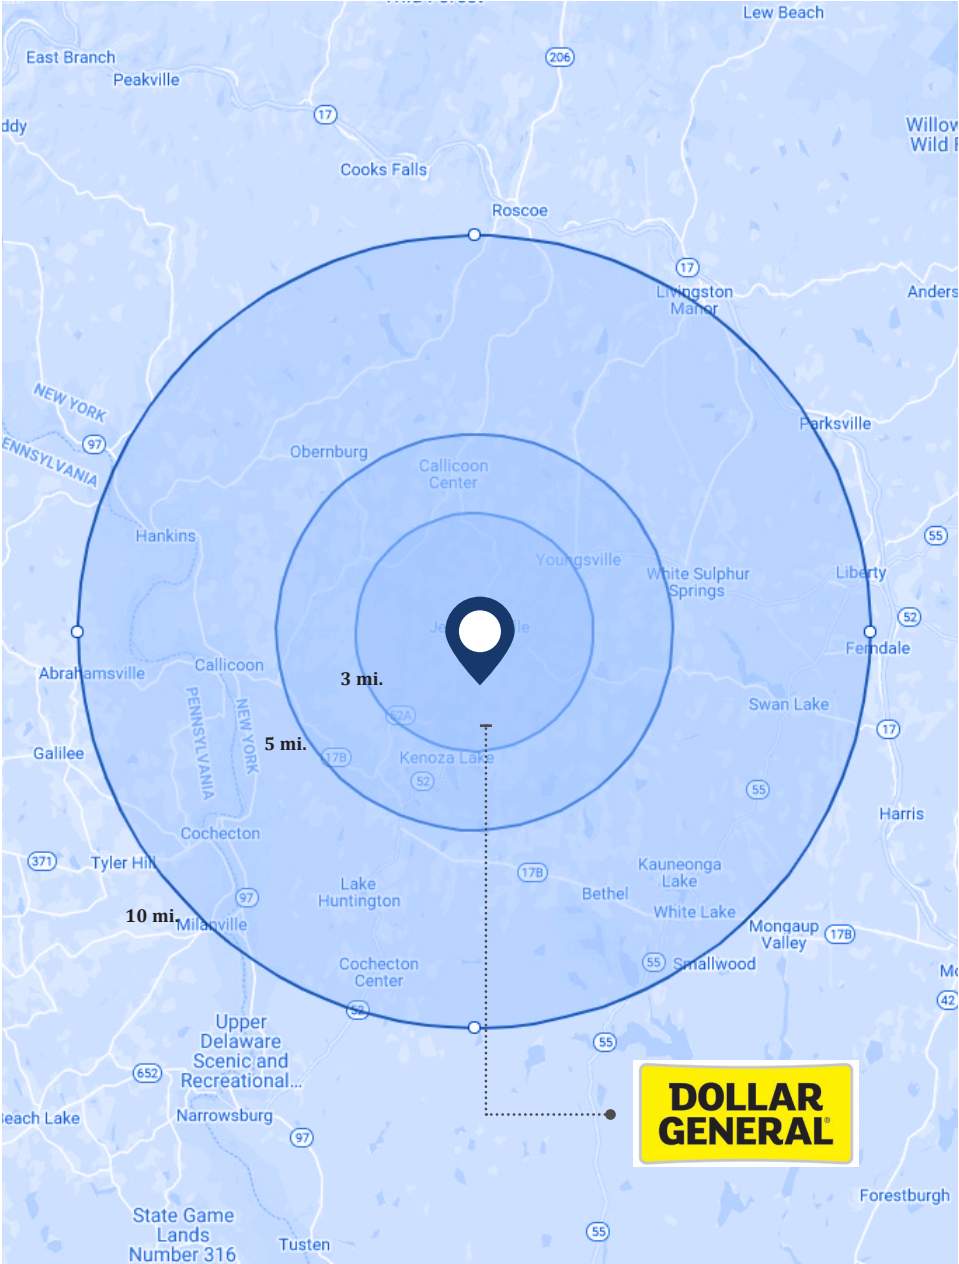 Lew Beach
East Branch
206
Peakville
17
ddy
Willow
Wild F
Cooks Falls
Roscoe
17
Livingston
Manor
Anders
NEW YORK
Parksville
97
ENNSYLVANIA
Obernburg
Callicoon
Center
Hankins
55
Youngsville
White Sulphur
Springs
Liberty
52
Ferndale
Callicoon
Abrahamsville
3 mi.
PENNSYLVANIA
NEW YORK
Swan Lake
52A
17
5 mi.
Galilee
17B
Kenoza Lake
52
55
Harris
Cochecton
371
Tyler Hill
Kauneonga
Lake
17B
Lake
Huntington
Bethel
97
10 mi.
Milanville
White Lake
Mongaup
Valley
17B
Cochecton
Center
55
Smallwood
Mo
42
52
Upper
Delaware
Scenic and
Recreational...
55
652
DOLLAR
GENERAL®
Beach Lake
Narrowsburg
97
Forestburgh
State Game
Lands
Number 316
Tusten
55